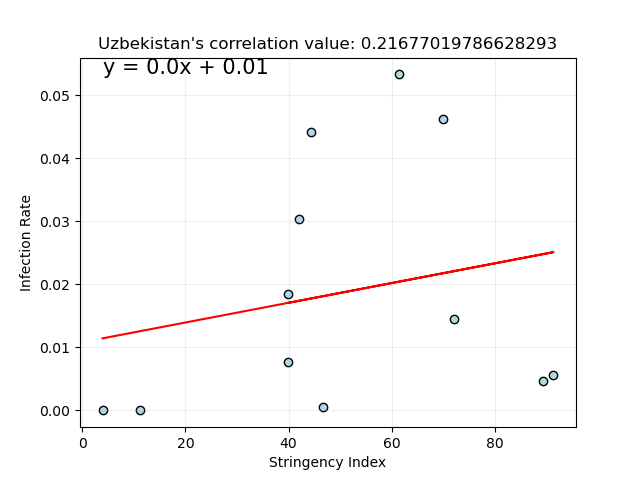 Uzbekistan's correlation value: 0.21677019786628293
y = 0.0x + 0.01
0.05
0.04
0.03
0.02
0.01
0.00
Infection Rate
0 20 40 60 80
Stringency Index